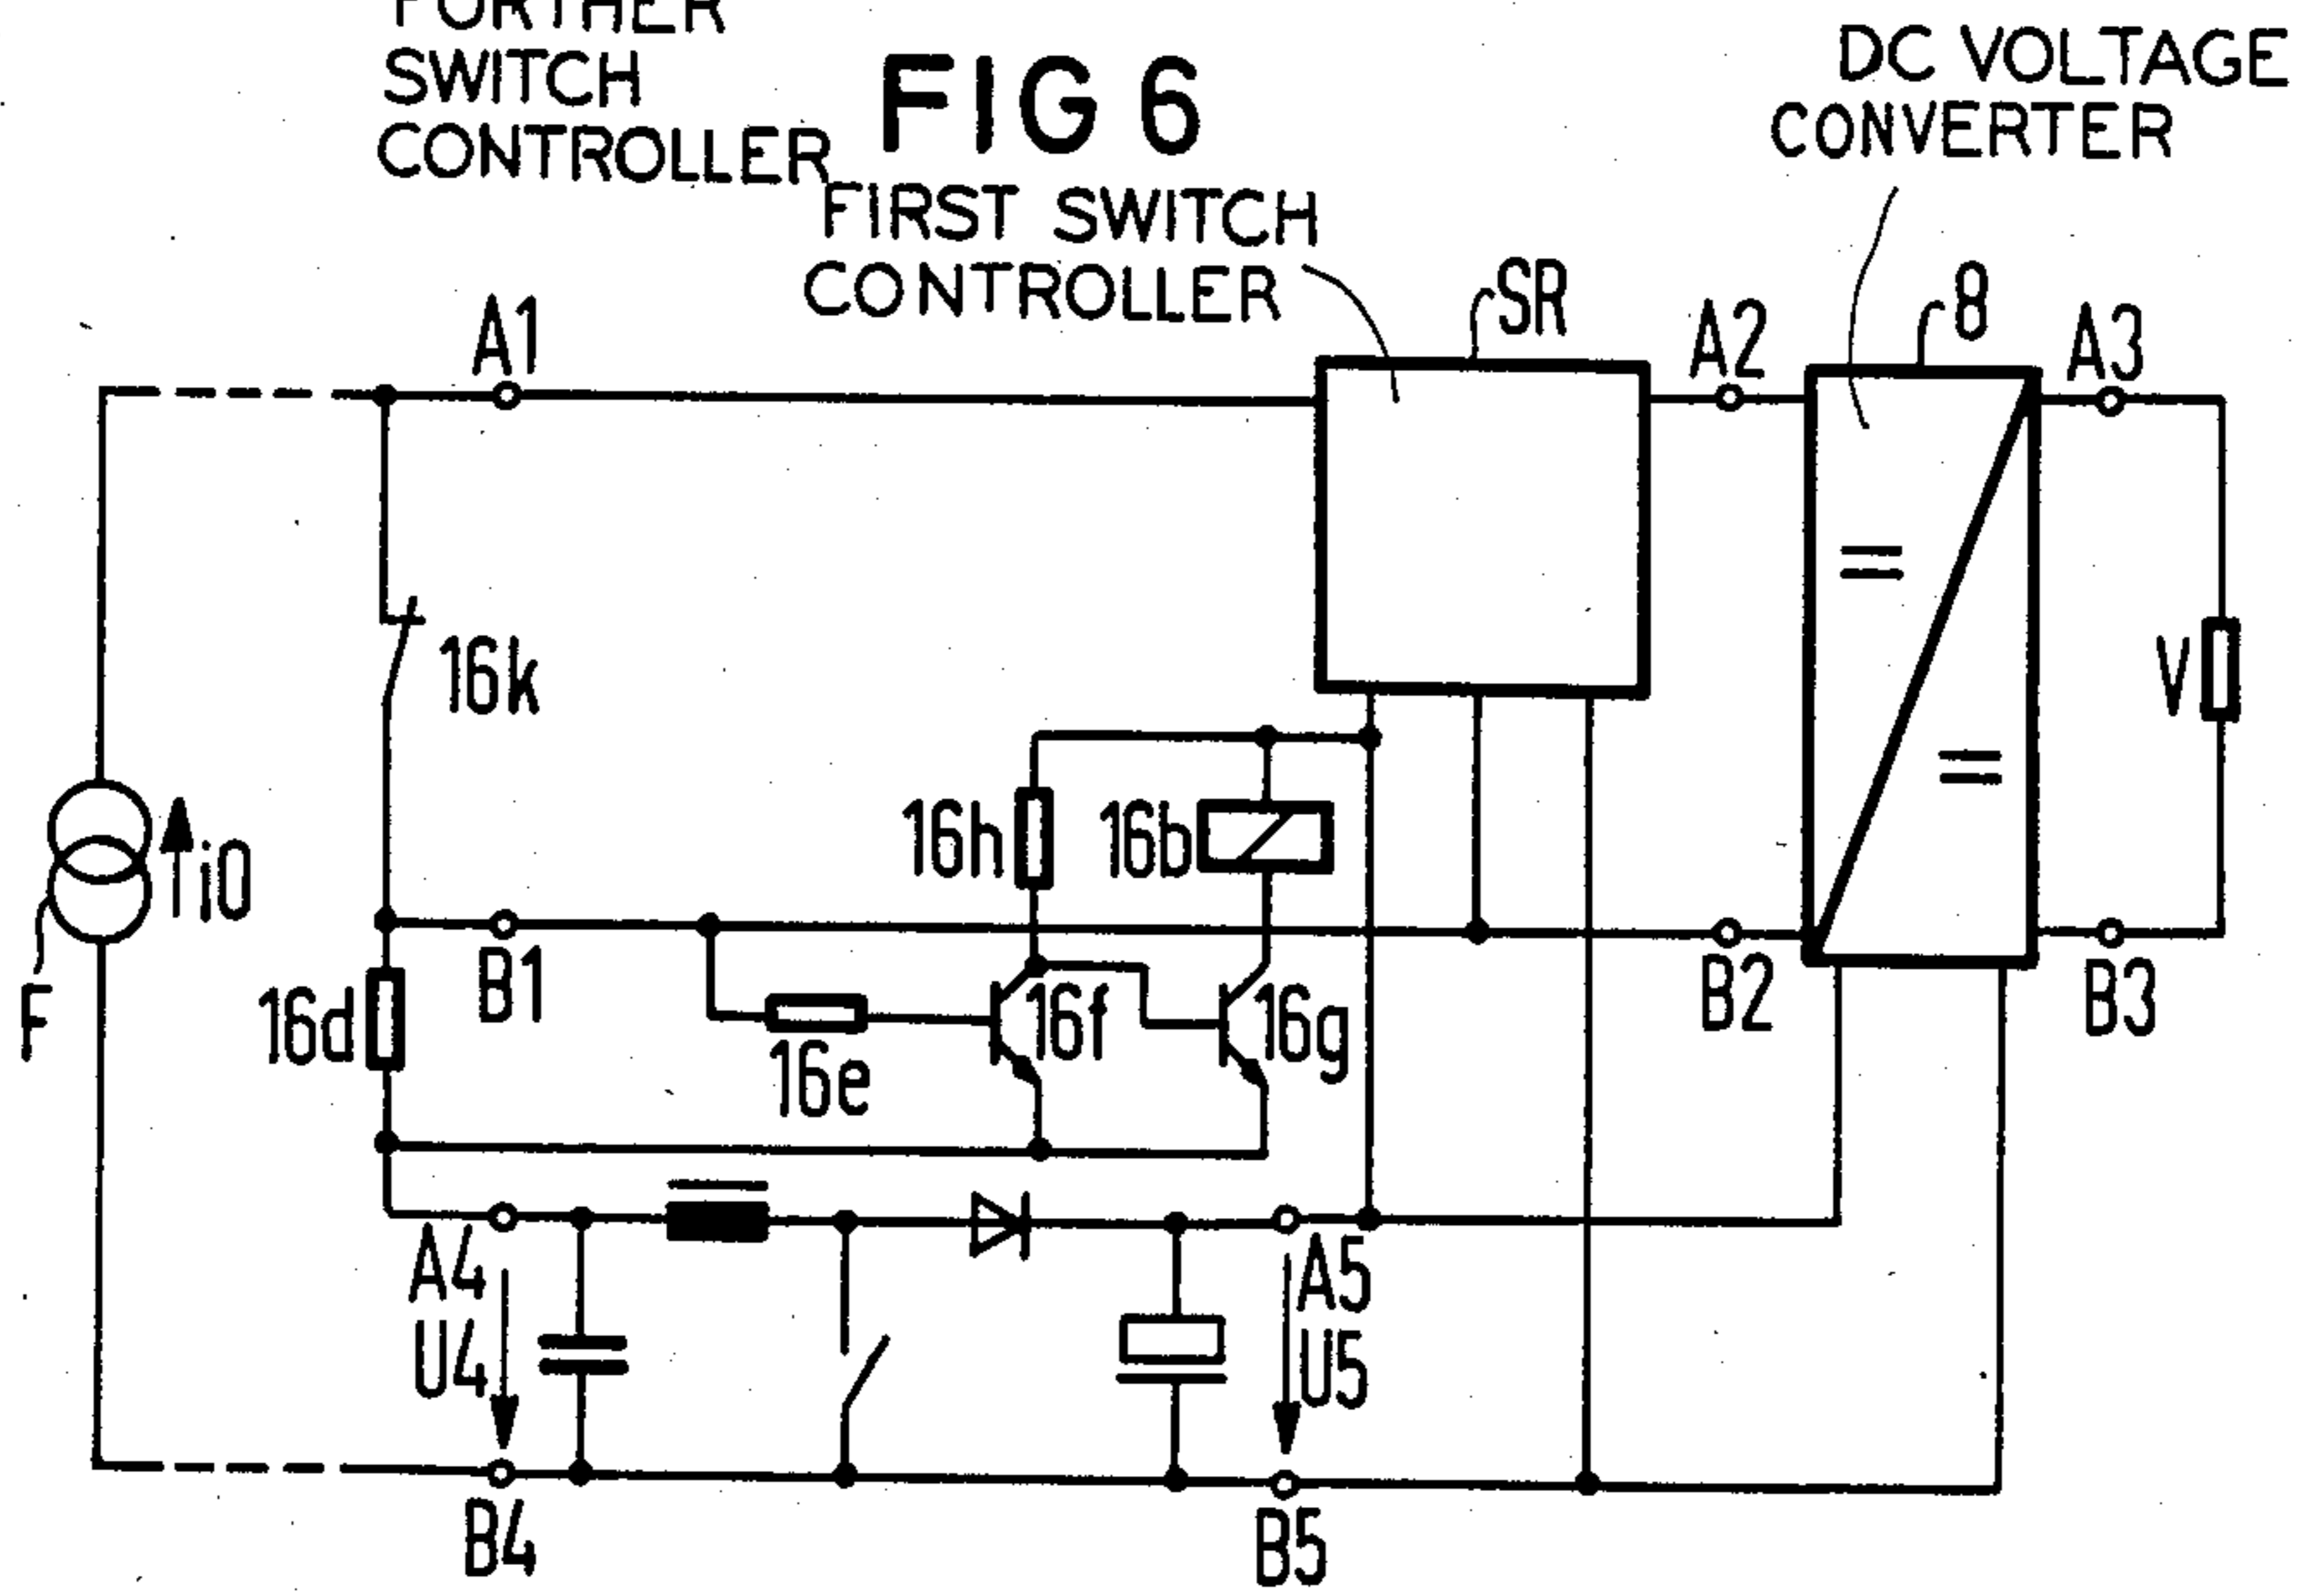 FURTHER
SWITCH
CONTROLLER
FIG 6
DC VOLTAGE
CONVERTER
FIRST SWITCH
CONTROLLER
SR
8
A1
A2
A3
16k
V
16h
16b
i0
F
B1
B2
B3
16d
16e
16f
16g
A4
U4
A5
U5
B4
B5